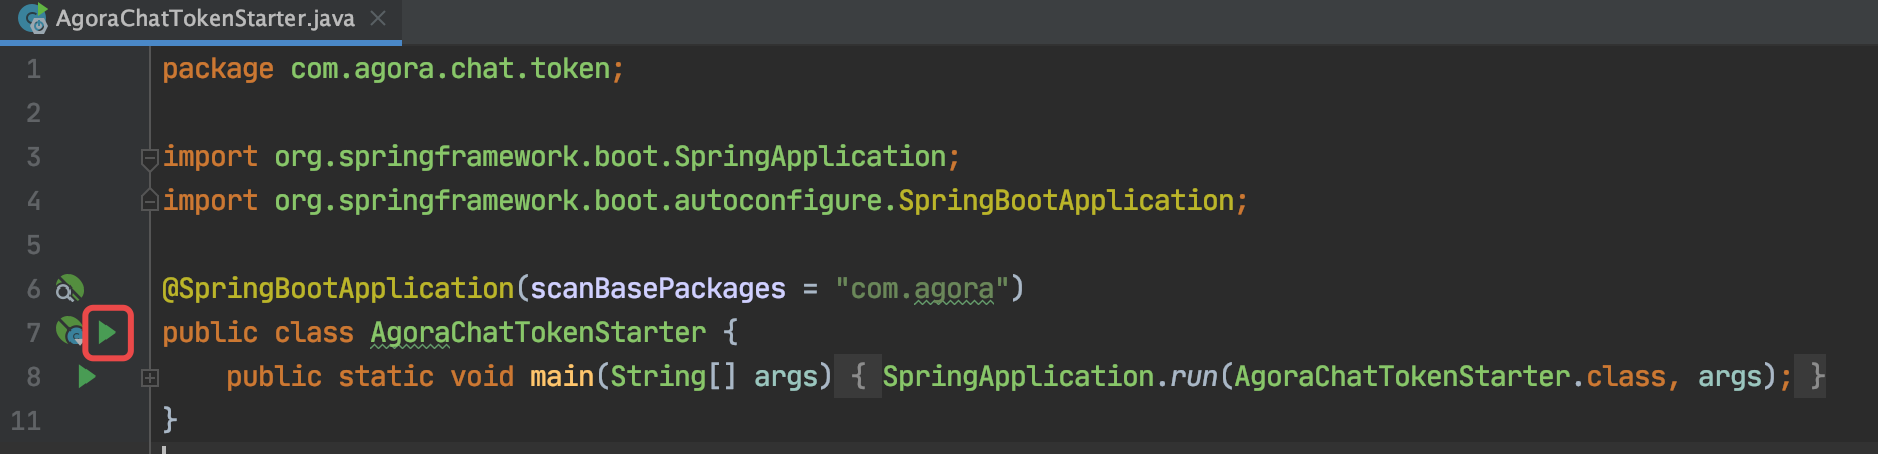 AgoraChatTokenStarter.java
1 package com.agora.chat.token;
2
3 import org.springframework.boot.SpringApplication;
4 import org.springframework.boot.autoconfigure.SpringBootApplication;
5
6 @SpringBootApplication(scanBasePackages = "com.agora")
7 public class AgoraChatTokenStarter {
8 public static void main(String[] args) { SpringApplication.run(AgoraChatTokenStarter.class, args); }
11 }